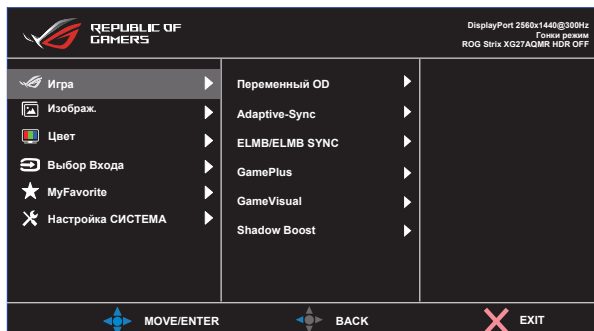 REPUBLIC OF
GAMERS
DisplayPort 2560x1440@300Hz
Гонки режим
ROG Strix XG27AQMR HDR OFF
Игра
Изображ.
Цвет
Выбор Входа
MyFavorite
Настройка СИСТЕМА
Переменный OD
Adaptive-Sync
ELMB/ELMB SYNC
GamePlus
GameVisual
Shadow Boost
MOVE/ENTER
BACK
EXIT